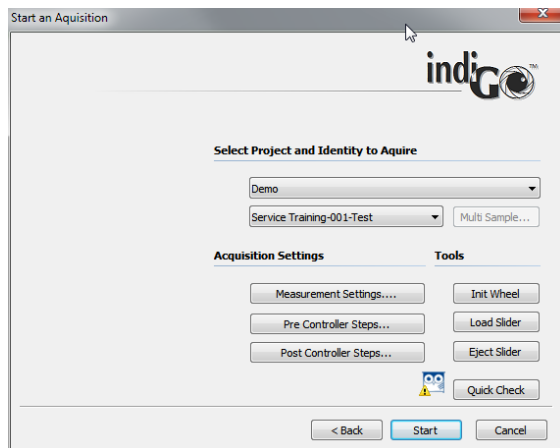 Start an Aquisition
indiGO™
Select Project and Identity to Aquire
Demo
Service Training-001-Test
Multi Sample...
Acquisition Settings
Tools
Measurement Settings....
Init Wheel
Pre Controller Steps...
Load Slider
Post Controller Steps...
Eject Slider
Quick Check
< Back
Start
Cancel